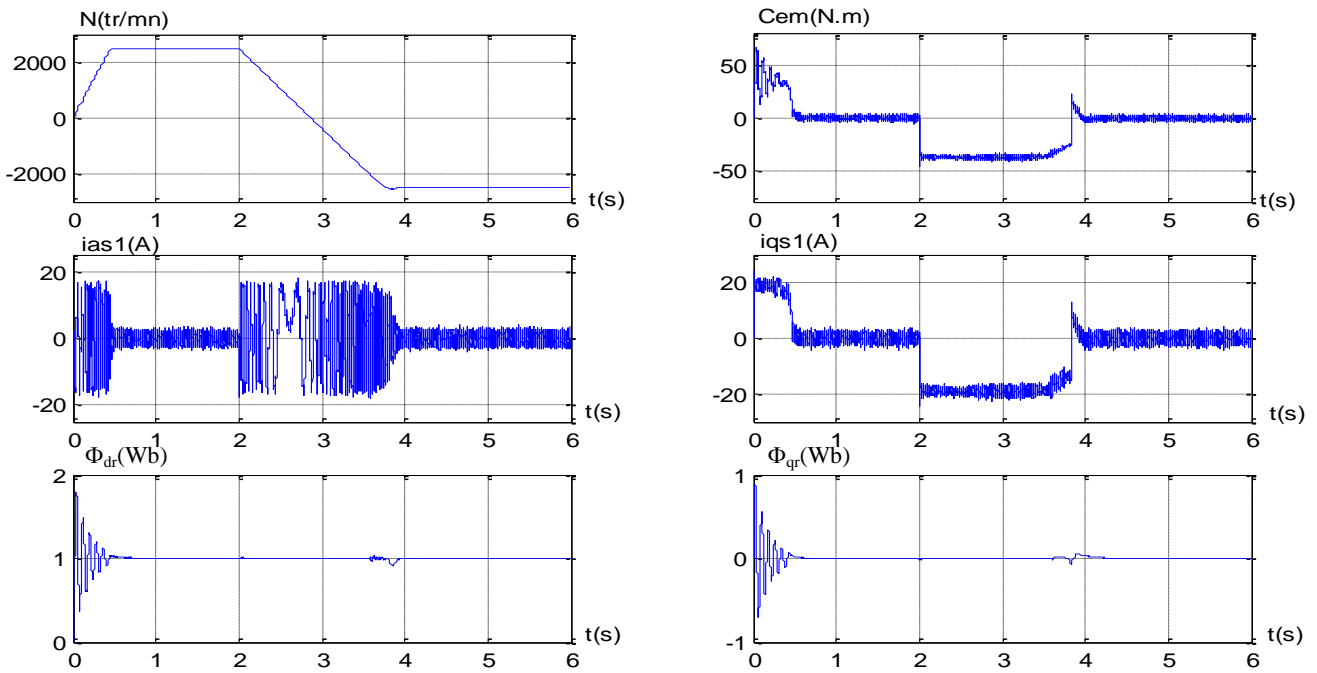 N(tr/mn)
2000
0
-2000
0 1 2 3 4 5 6
t(s)
Cem(N.m)
50
0
-50
0 1 2 3 4 5 6
t(s)
ias1(A)
20
0
-20
0 1 2 3 4 5 6
t(s)
iqs1(A)
20
0
-20
0 1 2 3 4 5 6
t(s)
Φdr(Wb)
2
1
0
0 1 2 3 4 5 6
t(s)
Φqr(Wb)
1
0
-1
0 1 2 3 4 5 6
t(s)